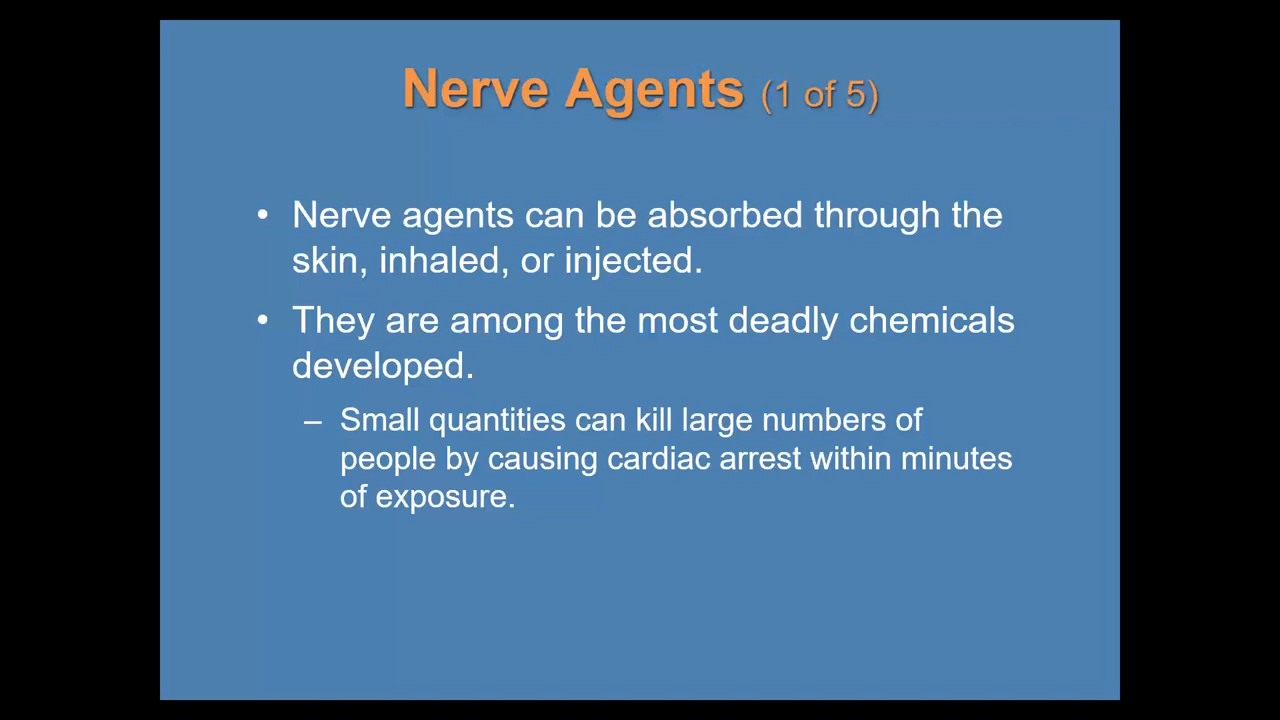 Nerve Agents (1 of 5)
• Nerve agents can be absorbed through the
skin, inhaled, or injected.
• They are among the most deadly chemicals
developed.
– Small quantities can kill large numbers of
people by causing cardiac arrest within minutes
of exposure.